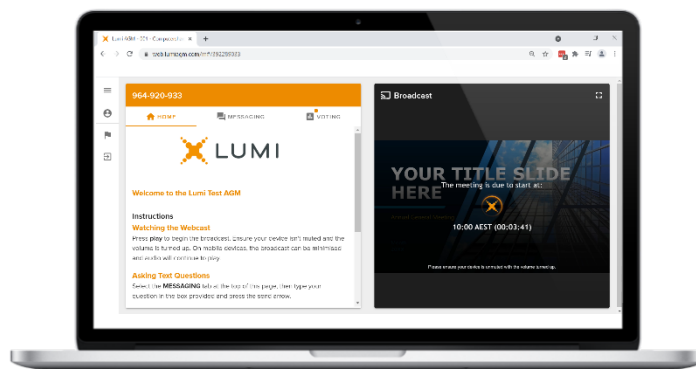 964-920-933
HOME
MESSAGING
VOTING
LUMI
Welcome to the Lumi Test AGM
Instructions
Watching the Webcast
Press play to begin the broadcast. Ensure your device isn't muted and the
volume is turned up. On mobile devices, the broadcast can be minimised
and audio will continue to play.
Asking Text Questions
Select the MESSAGING tab at the top of this page, then type your
question in the box provided and press the send arrow.
Broadcast
YOUR TITLE SLIDE
HERE
The meeting is due to start at:
10:00 AEST (00:03:41)
Please ensure your device is unmuted with the volume turned up.